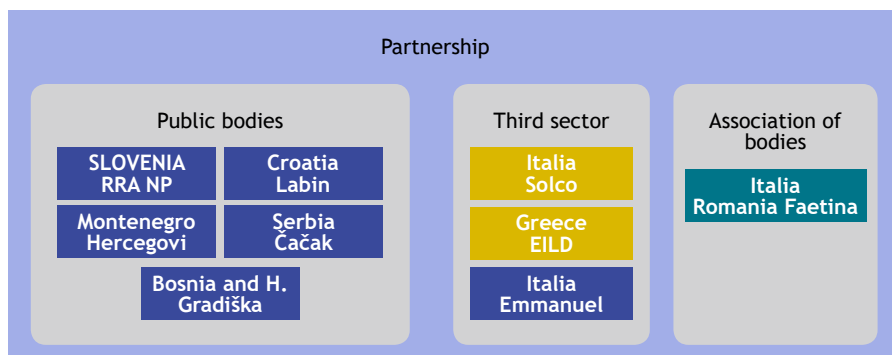 Partnership
Public bodies
SLOVENIA
RRA NP
Croatia
Labin
Montenegro
Hercegovi
Serbia
Čačak
Bosnia and H.
Gradiška
Third sector
Italia
Solco
Greece
EILD
Italia
Emmanuel
Association of
bodies
Italia
Romania Faetina